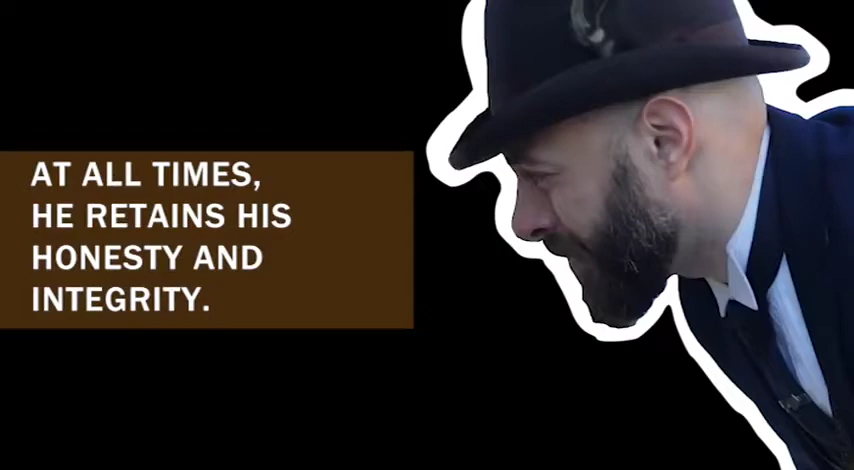 AT ALL TIMES,
HE RETAINS HIS
HONESTY AND
INTEGRITY.